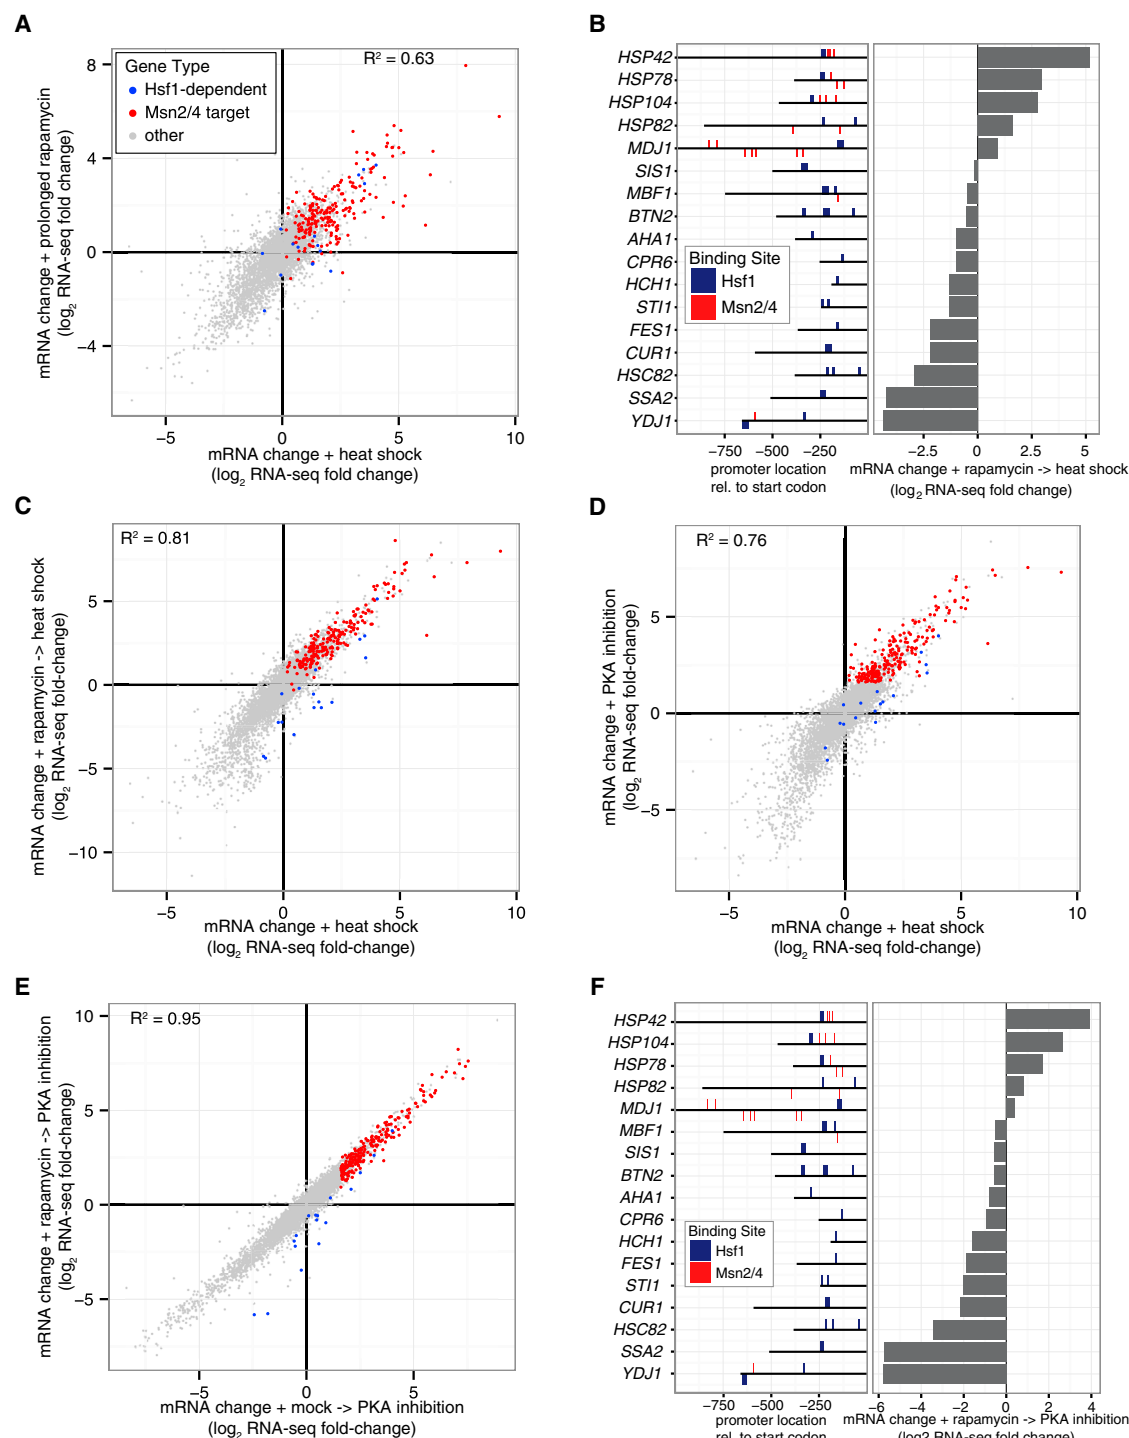 A
mRNA change + prolonged rapamycin
(log2 RNA-seq fold change)
8
4
0
−4
Gene Type
Hsf1-dependent
Msn2/4 target
other
R2 = 0.63
−5
0
5
10
mRNA change + heat shock
(log2 RNA-seq fold change)
B
HSP42
HSP78
HSP104
HSP82
MDJ1
SIS1
MBF1
BTN2
AHA1
CPR6
HCH1
STI1
FES1
CUR1
HSC82
SSA2
YDJ1
Binding Site
Hsf1
Msn2/4
−750
−500
−250
promoter location
rel. to start codon
−2.5
0
2.5
5
mRNA change + rapamycin -> heat shock
(log2 RNA-seq fold change)
C
mRNA change + rapamycin -> heat shock
(log2 RNA-seq fold-change)
5
0
−5
−10
R2 = 0.81
−5
0
5
10
mRNA change + heat shock
(log2 RNA-seq fold-change)
D
mRNA change + PKA inhibition
(log2 RNA-seq fold-change)
5
0
−5
R2 = 0.76
−5
0
5
10
mRNA change + heat shock
(log2 RNA-seq fold-change)
E
mRNA change + rapamycin -> PKA inhibition
(log2 RNA-seq fold-change)
10
5
0
−5
R2 = 0.95
−5
0
5
mRNA change + mock -> PKA inhibition
(log2 RNA-seq fold-change)
F
HSP42
HSP104
HSP78
HSP82
MDJ1
MBF1
SIS1
BTN2
AHA1
CPR6
HCH1
FES1
STI1
CUR1
HSC82
SSA2
YDJ1
Binding Site
Hsf1
Msn2/4
−750
−500
−250
promoter location
rel. to start codon
−6
−4
−2
0
2
4
mRNA change + rapamycin -> PKA inhibition
(log2 RNA-seq fold-change)